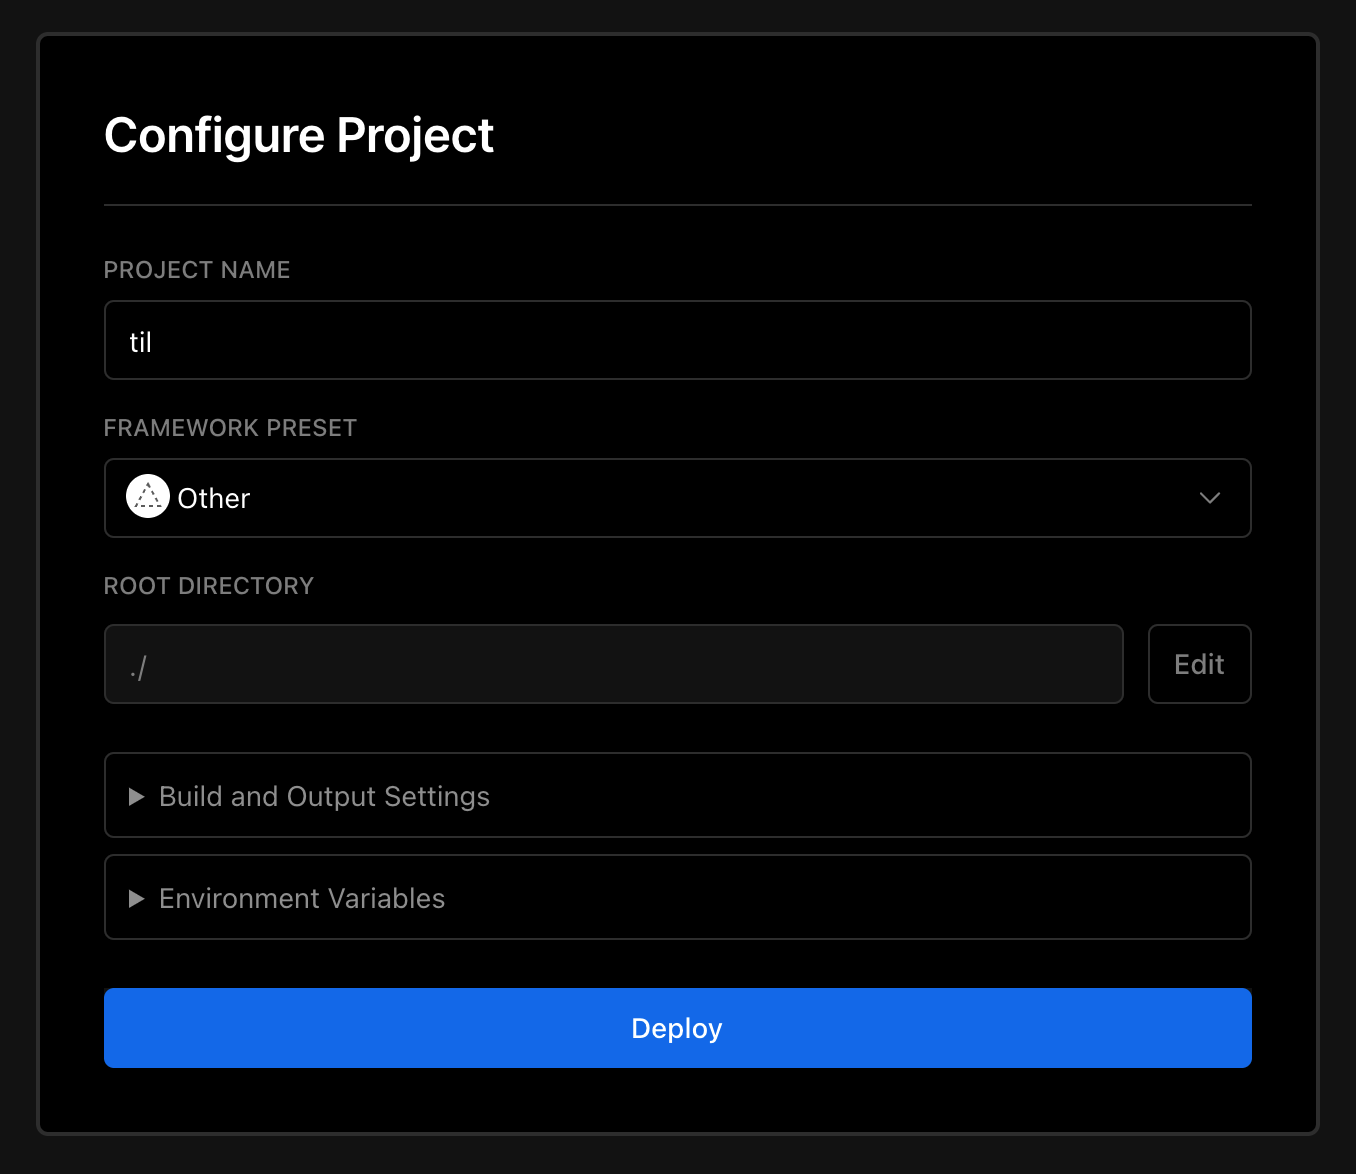 Configure Project
PROJECT NAME
til
FRAMEWORK PRESET
Other
ROOT DIRECTORY
./
Edit
Build and Output Settings
Environment Variables
Deploy